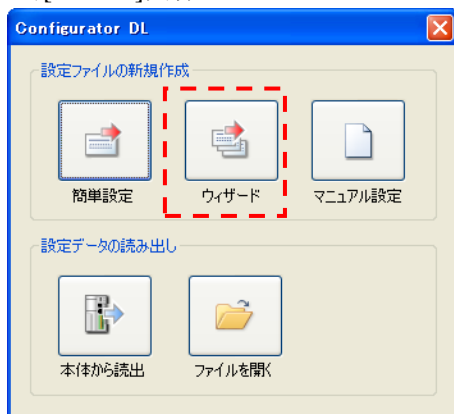 Configurator DL
設定ファイルの新規作成
簡単設定
ウィザード
マニュアル設定
設定データの読み出し
本体から読出
ファイルを開く